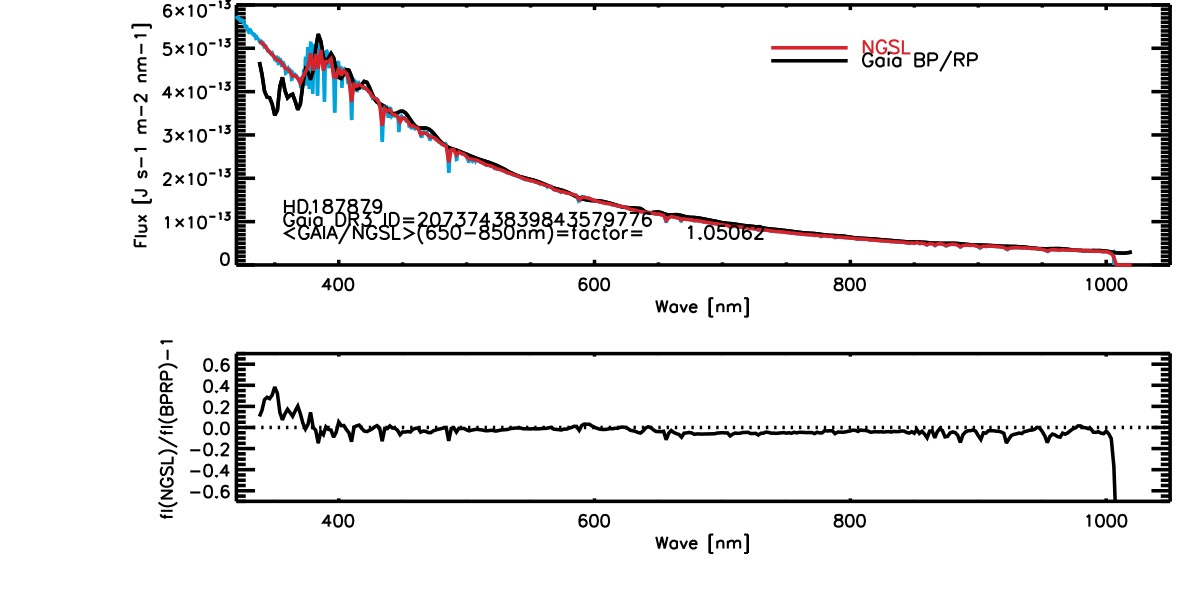 6×10−13
5×10−13
4×10−13
3×10−13
2×10−13
1×10−13
0
Flux [J s−1 m−2 nm−1]
NGSL
Gaia BP/RP
HD187879
Gaia DR3 ID=2073743839843579776
<GAIA/NGSL>(650−850nm)=factor= 1.05062
400 600 800 1000
Wave [nm]
fl(NGSL)/fl(BPRP)−1
0.6
0.4
0.2
0.0
−0.2
−0.4
−0.6
400 600 800 1000
Wave [nm]